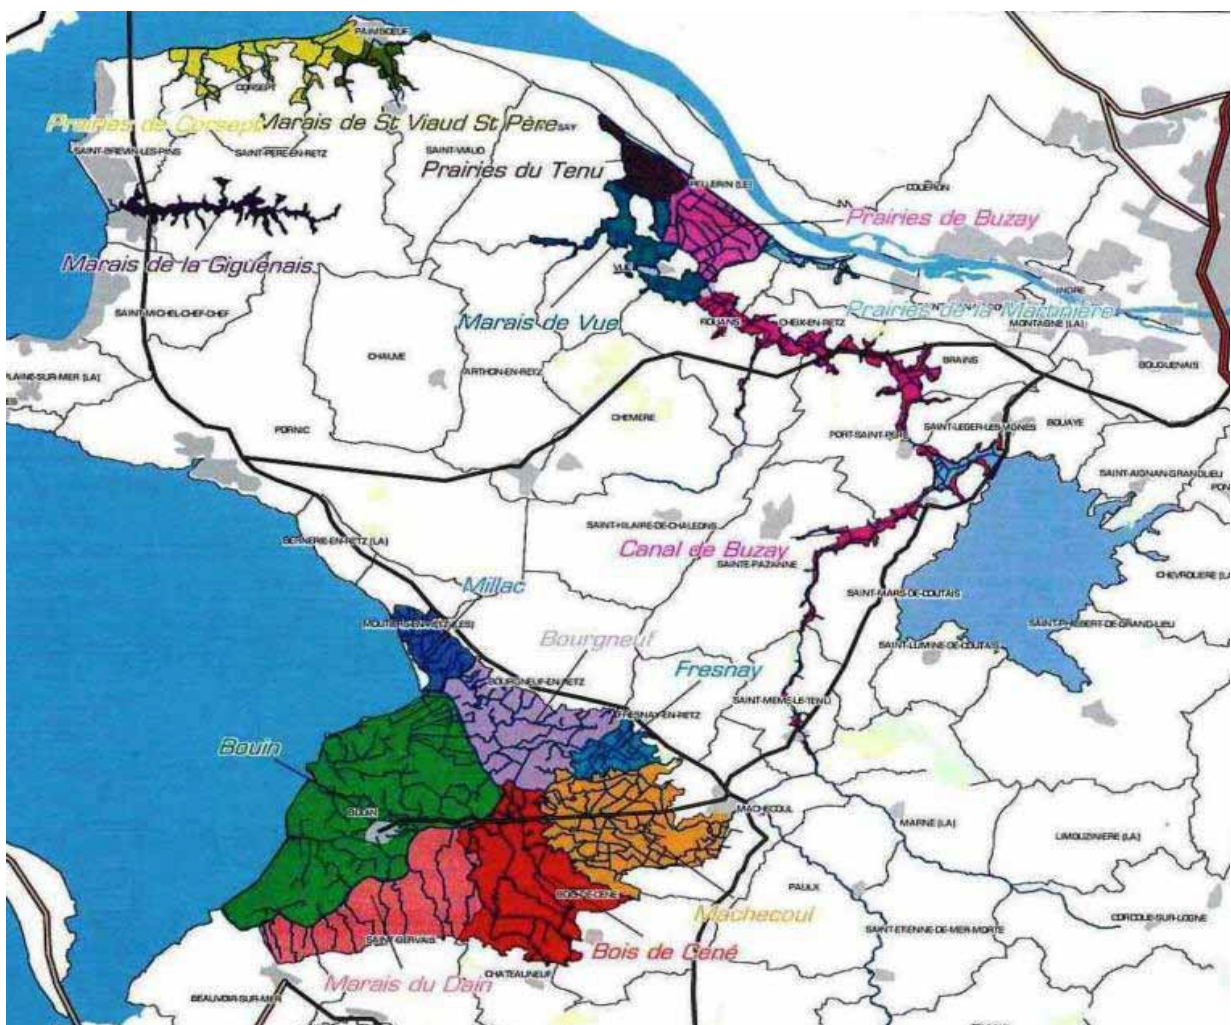 PAIMBOEUF
CORSEPT
Prairies de Corsept
Marais de St Viaud St Père
SAINT-BREVIN-LES-PINS
SAINT-PERE-EN-RETZ
SAINT-VIAUD
Prairies du Tenu
PELLERIN (LE)
COUERON
Prairies de Buzay
Marais de la Giguenais
VUE
INDRE
SAINT-MICHEL-CHEF-CHEF
Marais de Vue
Prairies de la Martinière
ROUANS
CHEIX-EN-RETZ
MONTAGNE (LA)
CHAUVE
BRAINS
BOUGUENAIS
PLAINE-SUR-MER (LA)
ARTHON-EN-RETZ
CHEMERE
PORNIC
PORT-SAINT-PERE
SAINT-LEGER-LES-VIGNES
BOUAYE
SAINT-AIGNAN-GRANDLIEU
PON
SAINT-HILAIRE-DE-CHALEONS
BERNERIE-EN-RETZ (LA)
Canal de Buzay
SAINTE-PAZANNE
CHEVROLIERE (LA
Millac
SAINT-MARS-DE-COUTAIS
MOUTIERS-EN-RETZ (LES)
SAINT-PHILBERT-DE-GRAND-LIEU
Bourgneuf
SAINT-LUMINE-DE-COUTAIS
Fresnay
BOURGNEUF-EN-RETZ
SAINT-MEME-LE-TENU
FRESNAY-EN-RETZ
Bouin
BOUIN
MACHECOUL
MARNE (LA)
LIMOUZINIERE (LA)
BOIS-DE-CENE
PAULX
Machecoul
CORCOUE-SUR-LOGNE
SAINT-ETIENNE-DE-MER-MORTE
SAINT-GERVAIS
Bois de Cené
CHATEAUNEUF
Marais du Dain
BEAUVOIR-SUR-MER